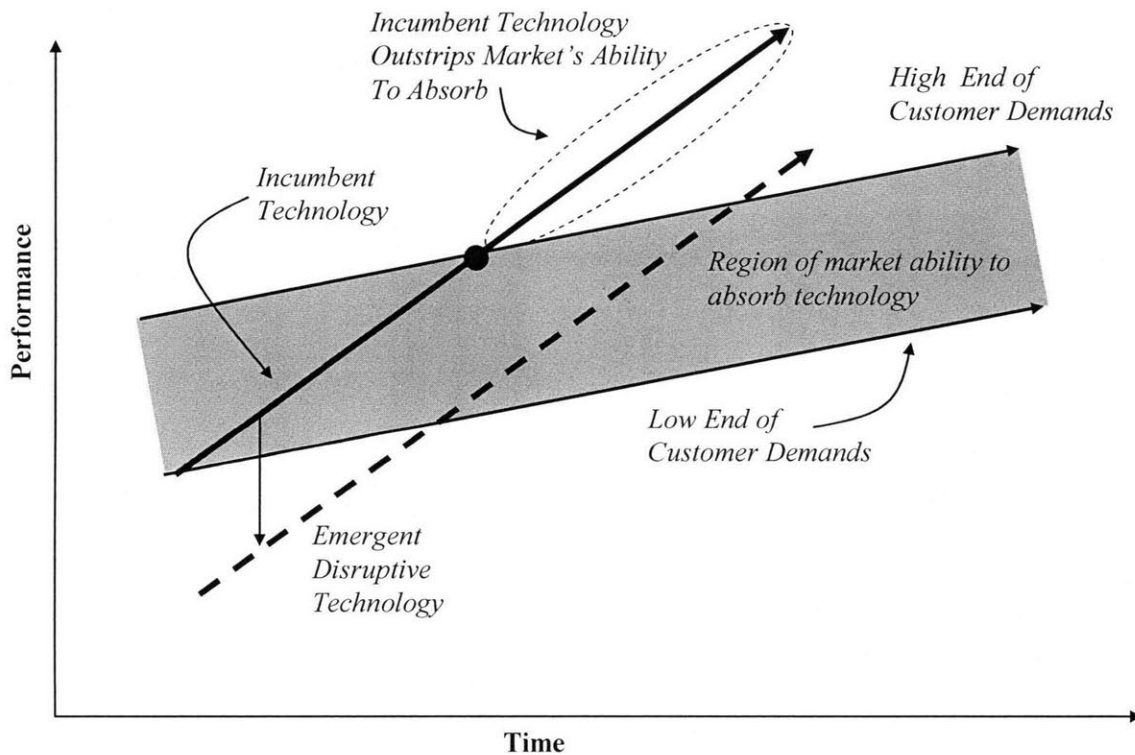 Incumbent Technology
Outstrips Market's Ability
To Absorb
High End of
Customer Demands
Incumbent
Technology
Performance
Region of market ability to
absorb technology
Low End of
Customer Demands
Emergent
Disruptive
Technology
Time